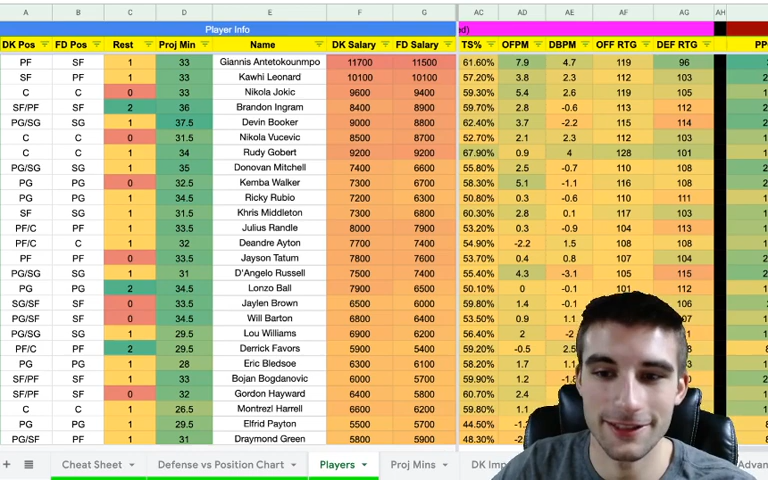 A B C D E F G AC AD AE AF AG AH
Player Info ed)
DK Pos FD Pos Rest Proj Min Name DK Salary FD Salary TS% OFPM DBPM OFF RTG DEF RTG
PF SF 1 33 Giannis Antetokounmpo 11700 11500 61.60% 7.9 4.7 119 96
SF PF 1 33 Kawhi Leonard 10100 10100 57.20% 3.8 2.3 112 103
C C 0 33 Nikola Jokic 9600 9400 59.30% 5.4 2.6 119 105
SF/PF SF 2 36 Brandon Ingram 8400 8900 59.70% 2.8 -0.6 113 112
PG/SG SG 1 37.5 Devin Booker 9000 8800 62.40% 3.7 -2.2 115 114
C C 0 31.5 Nikola Vucevic 8500 8700 52.70% 2.1 2.3 112 103
C C 1 34 Rudy Gobert 9200 9200 67.90% 0.9 4 128 101
PG/SG SG 1 35 Donovan Mitchell 7400 6600 55.80% 2.5 -0.7 110 108
PG PG 0 32.5 Kemba Walker 7300 6700 58.30% 5.1 -1.1 116 108
PG PG 1 34.5 Ricky Rubio 7200 6300 50.80% 0.3 -0.6 110 111
SF SG 1 31.5 Khris Middleton 7300 6800 60.30% 2.8 0.1 117 103
PF/C PF 1 33.5 Julius Randle 8000 7900 53.20% 0.3 -0.9 104 113
PF/C C 1 32 Deandre Ayton 7700 7400 54.90% -2.2 1.5 108 108
PF PF 0 33.5 Jayson Tatum 7800 7600 53.70% 0.4 0.8 107 104
PG/SG SG 1 31 D'Angelo Russell 7500 7400 55.40% 4.3 -3.1 105 115
PG PG 2 34.5 Lonzo Ball 7900 6500 50.10% 0 -0.1 101 112
SG/SF SF 0 33.5 Jaylen Brown 6500 6000 59.80% 1.4 -0.1 106
PG/SF SF 0 34.5 Will Barton 6800 6400 53.50% 0.9 1.1
PG/SG SG 1 29.5 Lou Williams 6900 6200 56.40% 2 -2
PF/C PF 2 29.5 Derrick Favors 5900 5400 59.20% -0.5 2.5
PG PG 1 28 Eric Bledsoe 6300 6100 58.20% 1.7
SF/PF SF 1 33 Bojan Bogdanovic 6000 5700 59.90% 1.2
SF/PF SF 0 32 Gordon Hayward 6400 5800 60.70% 2.4
C C 1 26.5 Montrezl Harrell 6600 6200 59.80% 1.1
PG PG 1 29.5 Elfrid Payton 5500 5700 44.50%
PG/SF PF 1 31 Draymond Green 5800 5900 48.30%
+ Cheat Sheet Defense vs Position Chart Players Proj Mins DK Imp